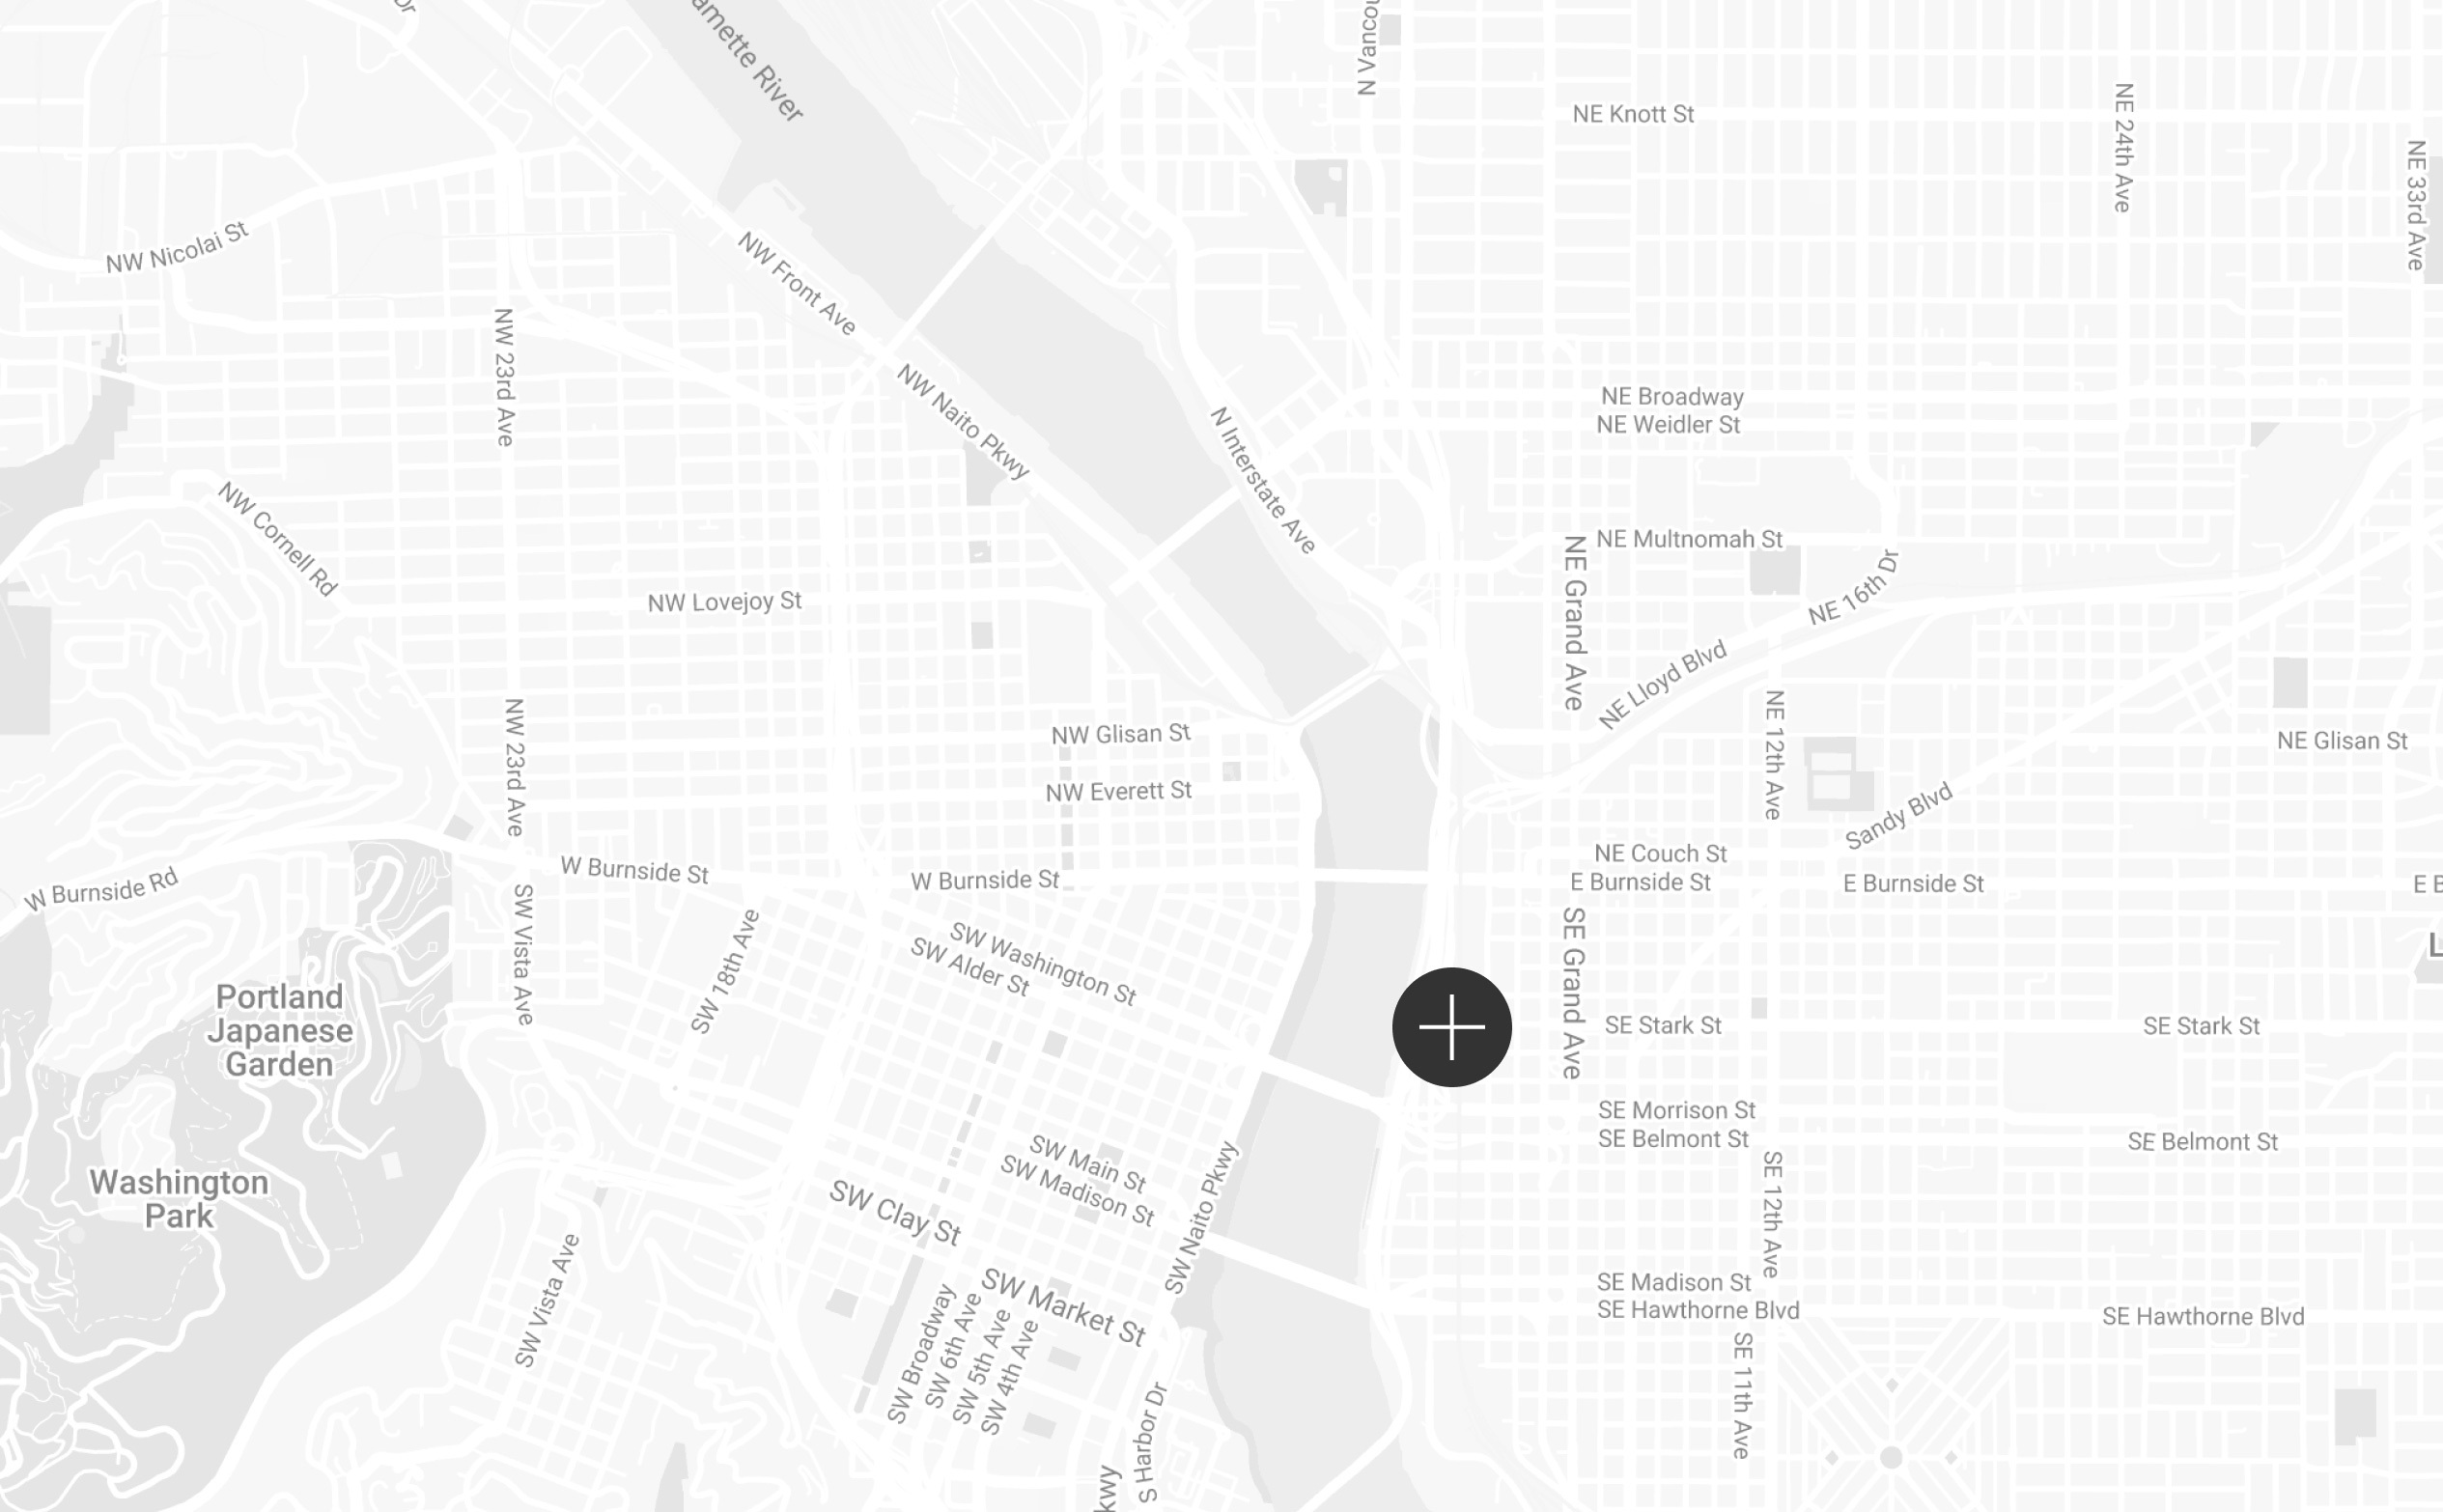 Dr
amette River
NE Knott St
NE 24th Ave
NE 33rd Ave
NW Nicolai St
NW Front Ave
NW 23rd Ave
NW Naito Pkwy
NE Broadway
NE Weidler St
N Interstate Ave
NW Cornell Rd
NE Multnomah St
NE Grand Ave
NE 16th Dr
NW Lovejoy St
NE Lloyd Blvd
NW 23rd Ave
NE 12th Ave
NW Glisan St
NE Glisan St
NW Everett St
Sandy Blvd
NE Couch St
W Burnside Rd
W Burnside St
W Burnside St
E Burnside St
E Burnside St
E B
SW Vista Ave
SW 18th Ave
SW Washington St
SW Alder St
SE Grand Ave
Portland
Japanese
Garden
SE Stark St
SE Stark St
SE Morrison St
SE Belmont St
SE Belmont St
SW Main St
SW Madison St
SW Naito Pkwy
SE 12th Ave
Washington
Park
SW Clay St
SW Vista Ave
SW Market St
SE Madison St
SE Hawthorne Blvd
SE Hawthorne Blvd
SW Broadway
SW 6th Ave
SW 5th Ave
SW 4th Ave
SE 11th Ave
S Harbor Dr
kwy